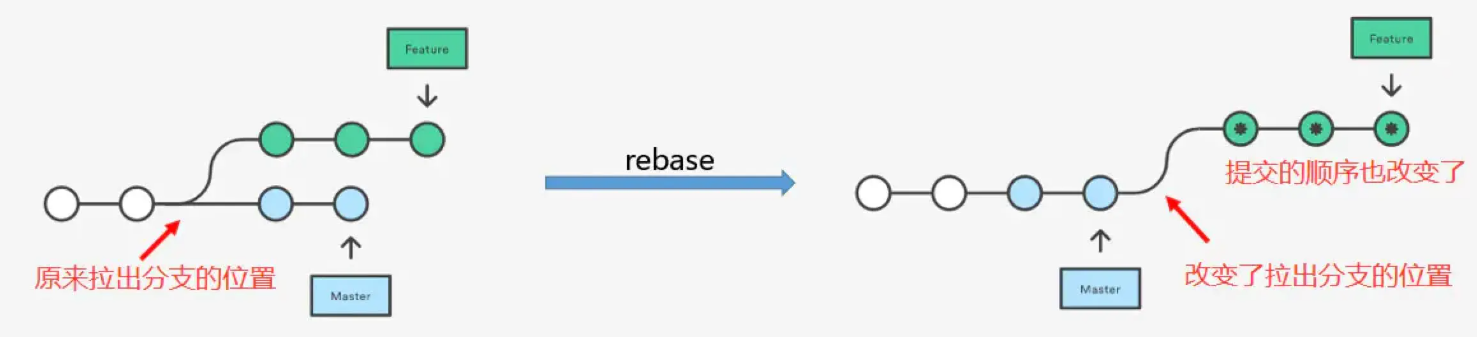 Feature
原来拉出分支的位置
Master
rebase
Feature
提交的顺序也改变了
改变了拉出分支的位置
Master